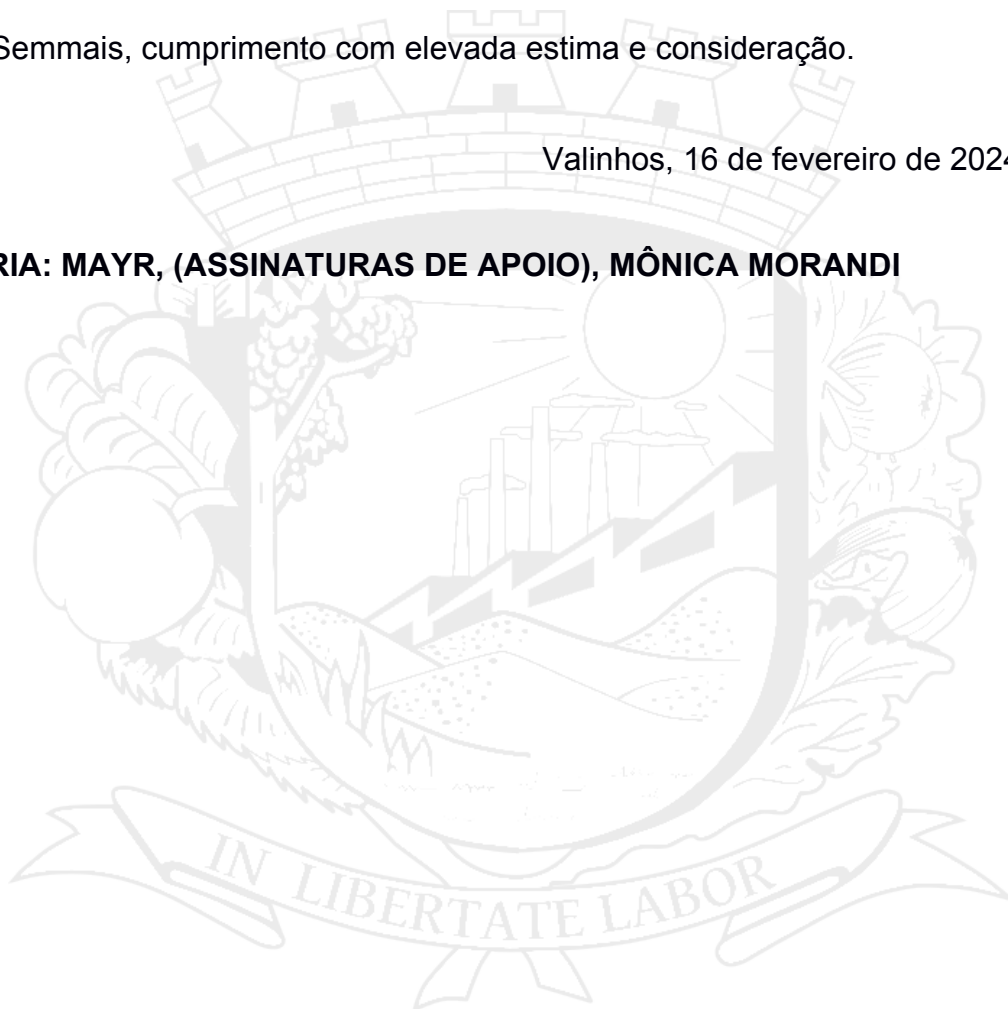 Semmais, cumprimento com elevada estima e consideração.
Valinhos, 16 de fevereiro de 2024
RIA: MAYR, (ASSINATURAS DE APOIO), MÔNICA MORANDI
IN LIBERTATE LABOR